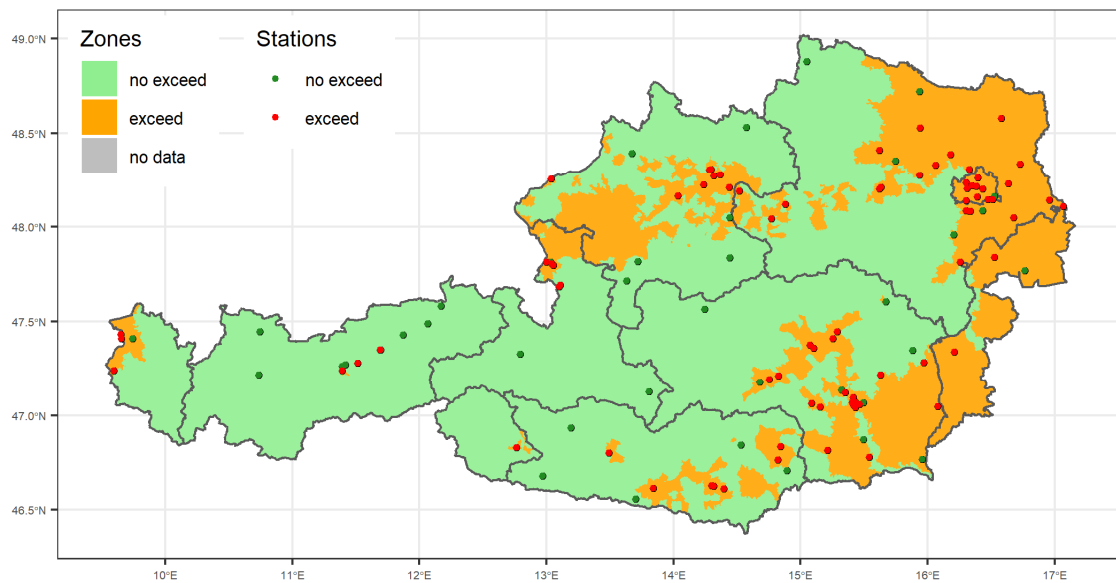 Zones
no exceed
exceed
no data
Stations
no exceed
exceed
49.0°N
48.5°N
48.0°N
47.5°N
47.0°N
46.5°N
10°E 11°E 12°E 13°E 14°E 15°E 16°E 17°E